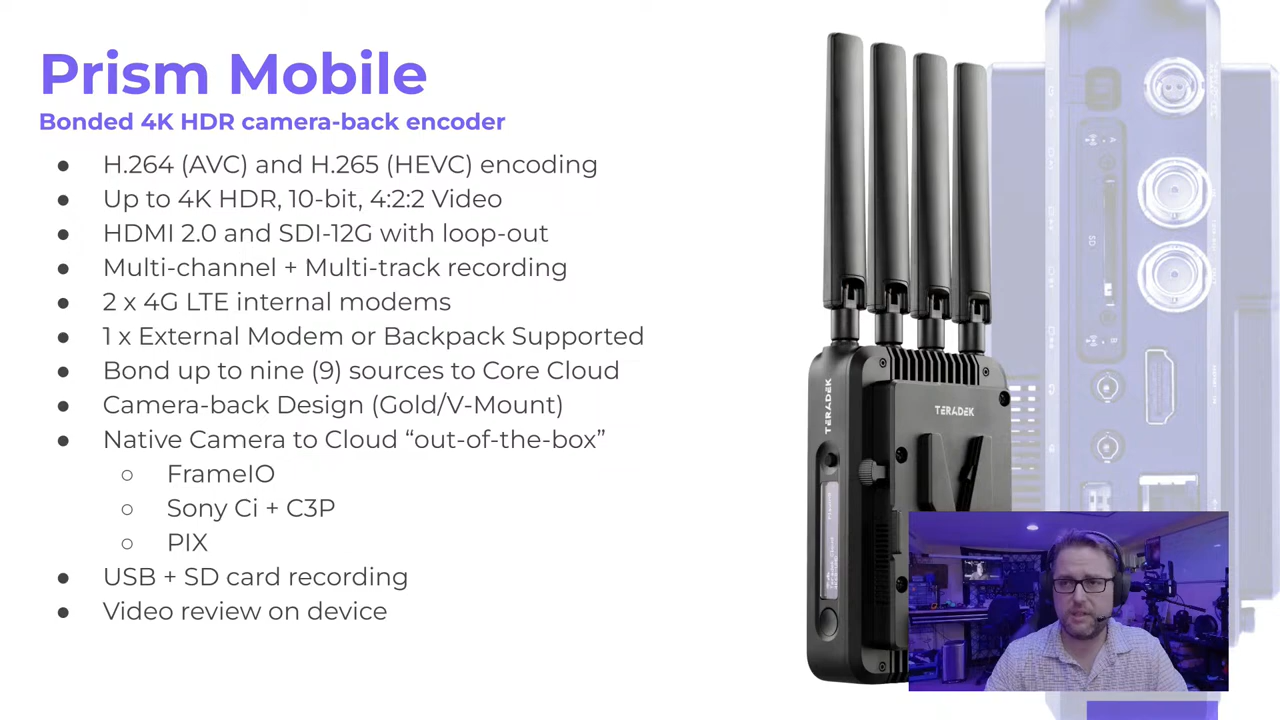 Prism Mobile
Bonded 4K HDR camera-back encoder
● H.264 (AVC) and H.265 (HEVC) encoding
● Up to 4K HDR, 10-bit, 4:2:2 Video
● HDMI 2.0 and SDI-12G with loop-out
● Multi-channel + Multi-track recording
● 2 x 4G LTE internal modems
● 1 x External Modem or Backpack Supported
● Bond up to nine (9) sources to Core Cloud
● Camera-back Design (Gold/V-Mount)
● Native Camera to Cloud “out-of-the-box”
○ FrameIO
○ Sony Ci + C3P
○ PIX
● USB + SD card recording
● Video review on device
TERADEK
TERADEK
A
SD
B